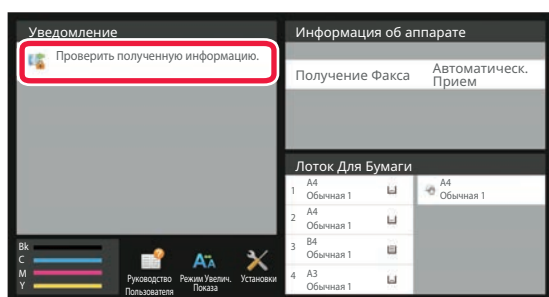 Уведомление
Проверить полученную информацию.
Информация об аппарате
Получение Факса
Автоматическ.
Прием
Лоток Для Бумаги
1 A4
Обычная 1
2 A4
Обычная 1
3 B4
Обычная 1
4 A3
Обычная 1
A4
Обычная 1
Bk
C
M
Y
Руководство
Пользователя
Режим Увелич.
Показа
Установки